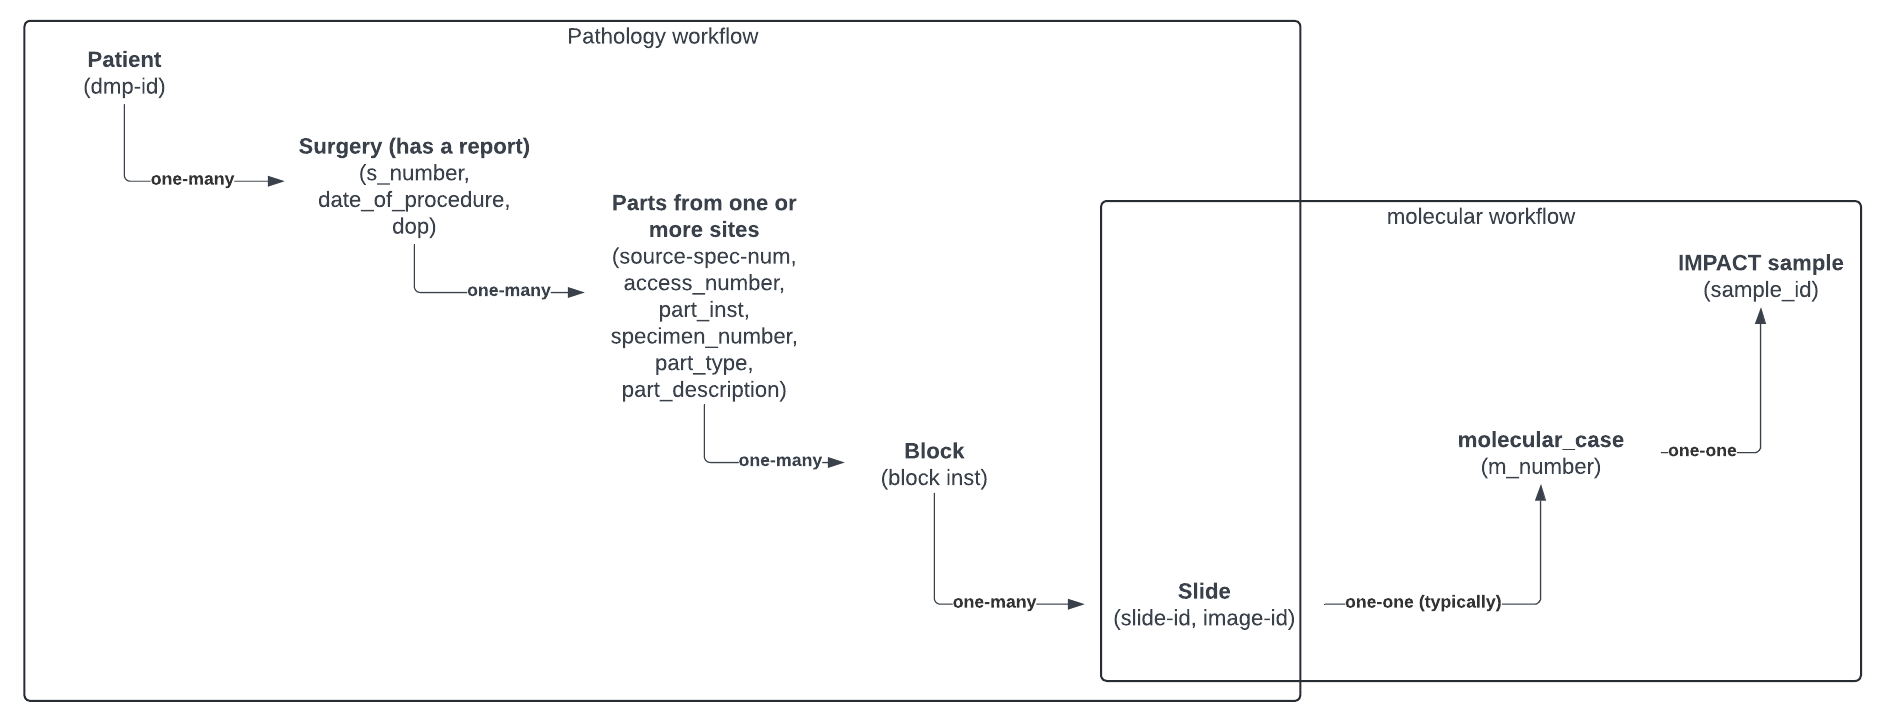 Pathology workflow
Patient
(dmp-id)
one-many
Surgery (has a report)
(s_number,
date_of_procedure,
dop)
one-many
Parts from one or
more sites
(source-spec-num,
access_number,
part_inst,
specimen_number,
part_type,
part_description)
one-many
Block
(block inst)
one-many
molecular workflow
Slide
(slide-id, image-id)
one-one (typically)
molecular_case
(m_number)
one-one
IMPACT sample
(sample_id)